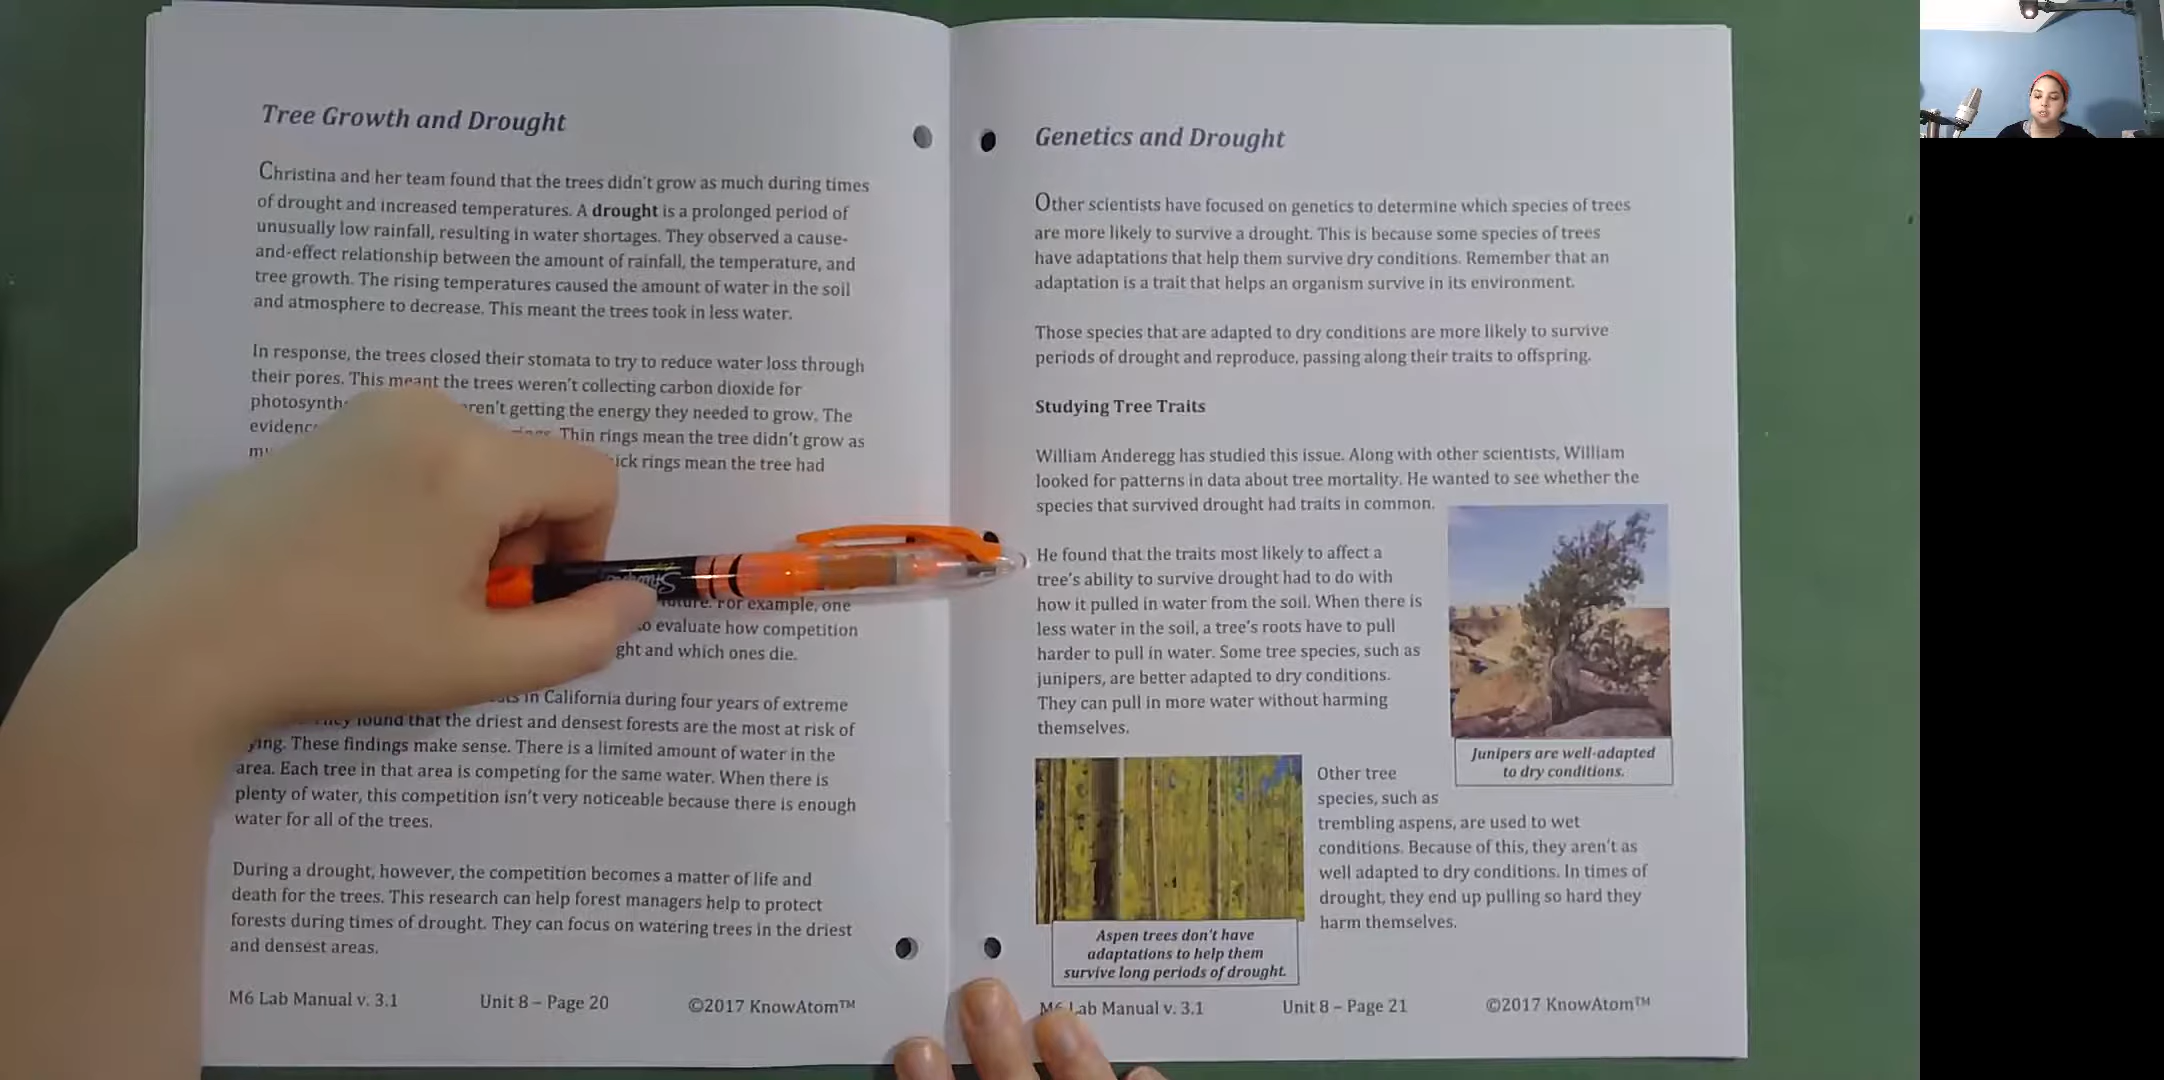 Tree Growth and Drought
Christina and her team found that the trees didn't grow as much during times
of drought and increased temperatures. A drought is a prolonged period of
unusually low rainfall, resulting in water shortages. They observed a cause-
and-effect relationship between the amount of rainfall, the temperature, and
tree growth. The rising temperatures caused the amount of water in the soil
and atmosphere to decrease. This meant the trees took in less water.
In response, the trees closed their stomata to try to reduce water loss through
their pores. This meant the trees weren't collecting carbon dioxide for
getting the energy they needed to grow. The
Thin rings mean the tree didn't grow as
rings mean the tree had
future. For example, one
to evaluate how competition
and which ones die.
in California during four years of extreme
found that the driest and densest forests are the most at risk of
These findings make sense. There is a limited amount of water in the
area. Each tree in that area is competing for the same water. When there is
plenty of water, this competition isn't very noticeable because there is enough
water for all of the trees.
During a drought, however, the competition becomes a matter of life and
death for the trees. This research can help forest managers help to protect
forests during times of drought. They can focus on watering trees in the driest
and densest areas.
M6 Lab Manual v. 3.1 Unit 8 – Page 20 ©2017 KnowAtom™
Genetics and Drought
Other scientists have focused on genetics to determine which species of trees
are more likely to survive a drought. This is because some species of trees
have adaptations that help them survive dry conditions. Remember that an
adaptation is a trait that helps an organism survive in its environment.
Those species that are adapted to dry conditions are more likely to survive
periods of drought and reproduce, passing along their traits to offspring.
Studying Tree Traits
William Anderegg has studied this issue. Along with other scientists, William
looked for patterns in data about tree mortality. He wanted to see whether the
species that survived drought had traits in common.
He found that the traits most likely to affect a
tree's ability to survive drought had to do with
how it pulled in water from the soil. When there is
less water in the soil, a tree's roots have to pull
harder to pull in water. Some tree species, such as
junipers, are better adapted to dry conditions.
They can pull in more water without harming
themselves.
Junipers are well-adapted
to dry conditions.
Other tree
species, such as
trembling aspens, are used to wet
conditions. Because of this, they aren't as
well adapted to dry conditions. In times of
drought, they end up pulling so hard they
harm themselves.
Aspen trees don't have
adaptations to help them
survive long periods of drought.
M6 Lab Manual v. 3.1 Unit 8 – Page 21 ©2017 KnowAtom™